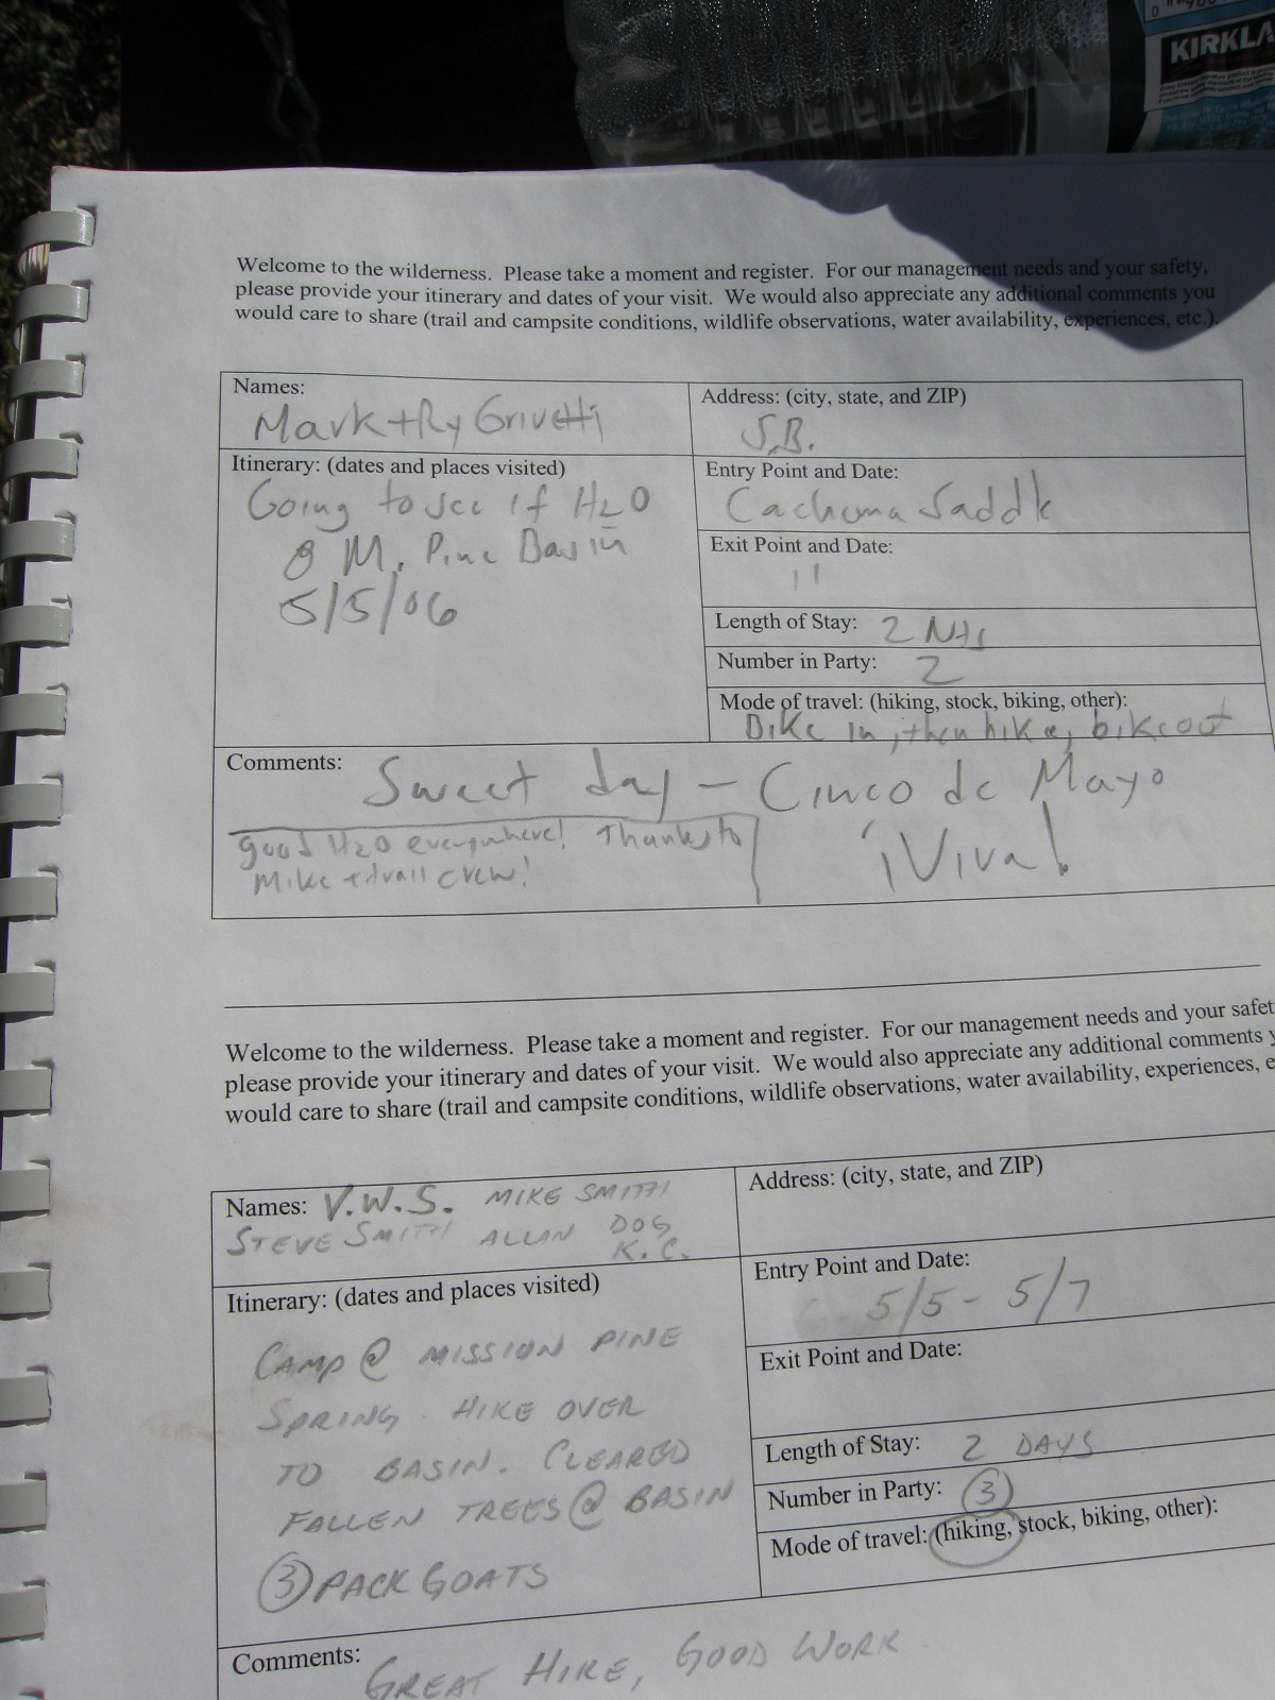 KIRKLA
Welcome to the wilderness. Please take a moment and register. For our management needs and your safety,
please provide your itinerary and dates of your visit. We would also appreciate any additional comments you
would care to share (trail and campsite conditions, wildlife observations, water availability, experiences, etc.).
Names:
Mark + Ry Grivetti
Address: (city, state, and ZIP)
S.B.
Itinerary: (dates and places visited)
Going to see if H2O
@ M. Pine Basin
5/5/06
Entry Point and Date:
Cachuma Saddle
Exit Point and Date:
"
Length of Stay: 2 Nts
Number in Party: 2
Mode of travel: (hiking, stock, biking, other):
Bike in, then hike, bike out
Comments: Sweet day - Cinco de Mayo
¡Viva!
good H2O everywhere! Thanks to
Mike + trail crew!
Welcome to the wilderness. Please take a moment and register. For our management needs and your safet
please provide your itinerary and dates of your visit. We would also appreciate any additional comments y
would care to share (trail and campsite conditions, wildlife observations, water availability, experiences, e
Names: V.W.S. MIKE SMITH
STEVE SMITH ALLAN DOG
K.C.
Address: (city, state, and ZIP)
Itinerary: (dates and places visited)
CAMP @ MISSION PINE
SPRING. HIKE OVER
TO BASIN. CLEARED
FALLEN TREES @ BASIN
3 PACK GOATS
Entry Point and Date:
5/5 - 5/7
Exit Point and Date:
Length of Stay: 2 DAYS
Number in Party: 3
Mode of travel: (hiking, stock, biking, other):
Comments: GREAT HIKE, GOOD WORK